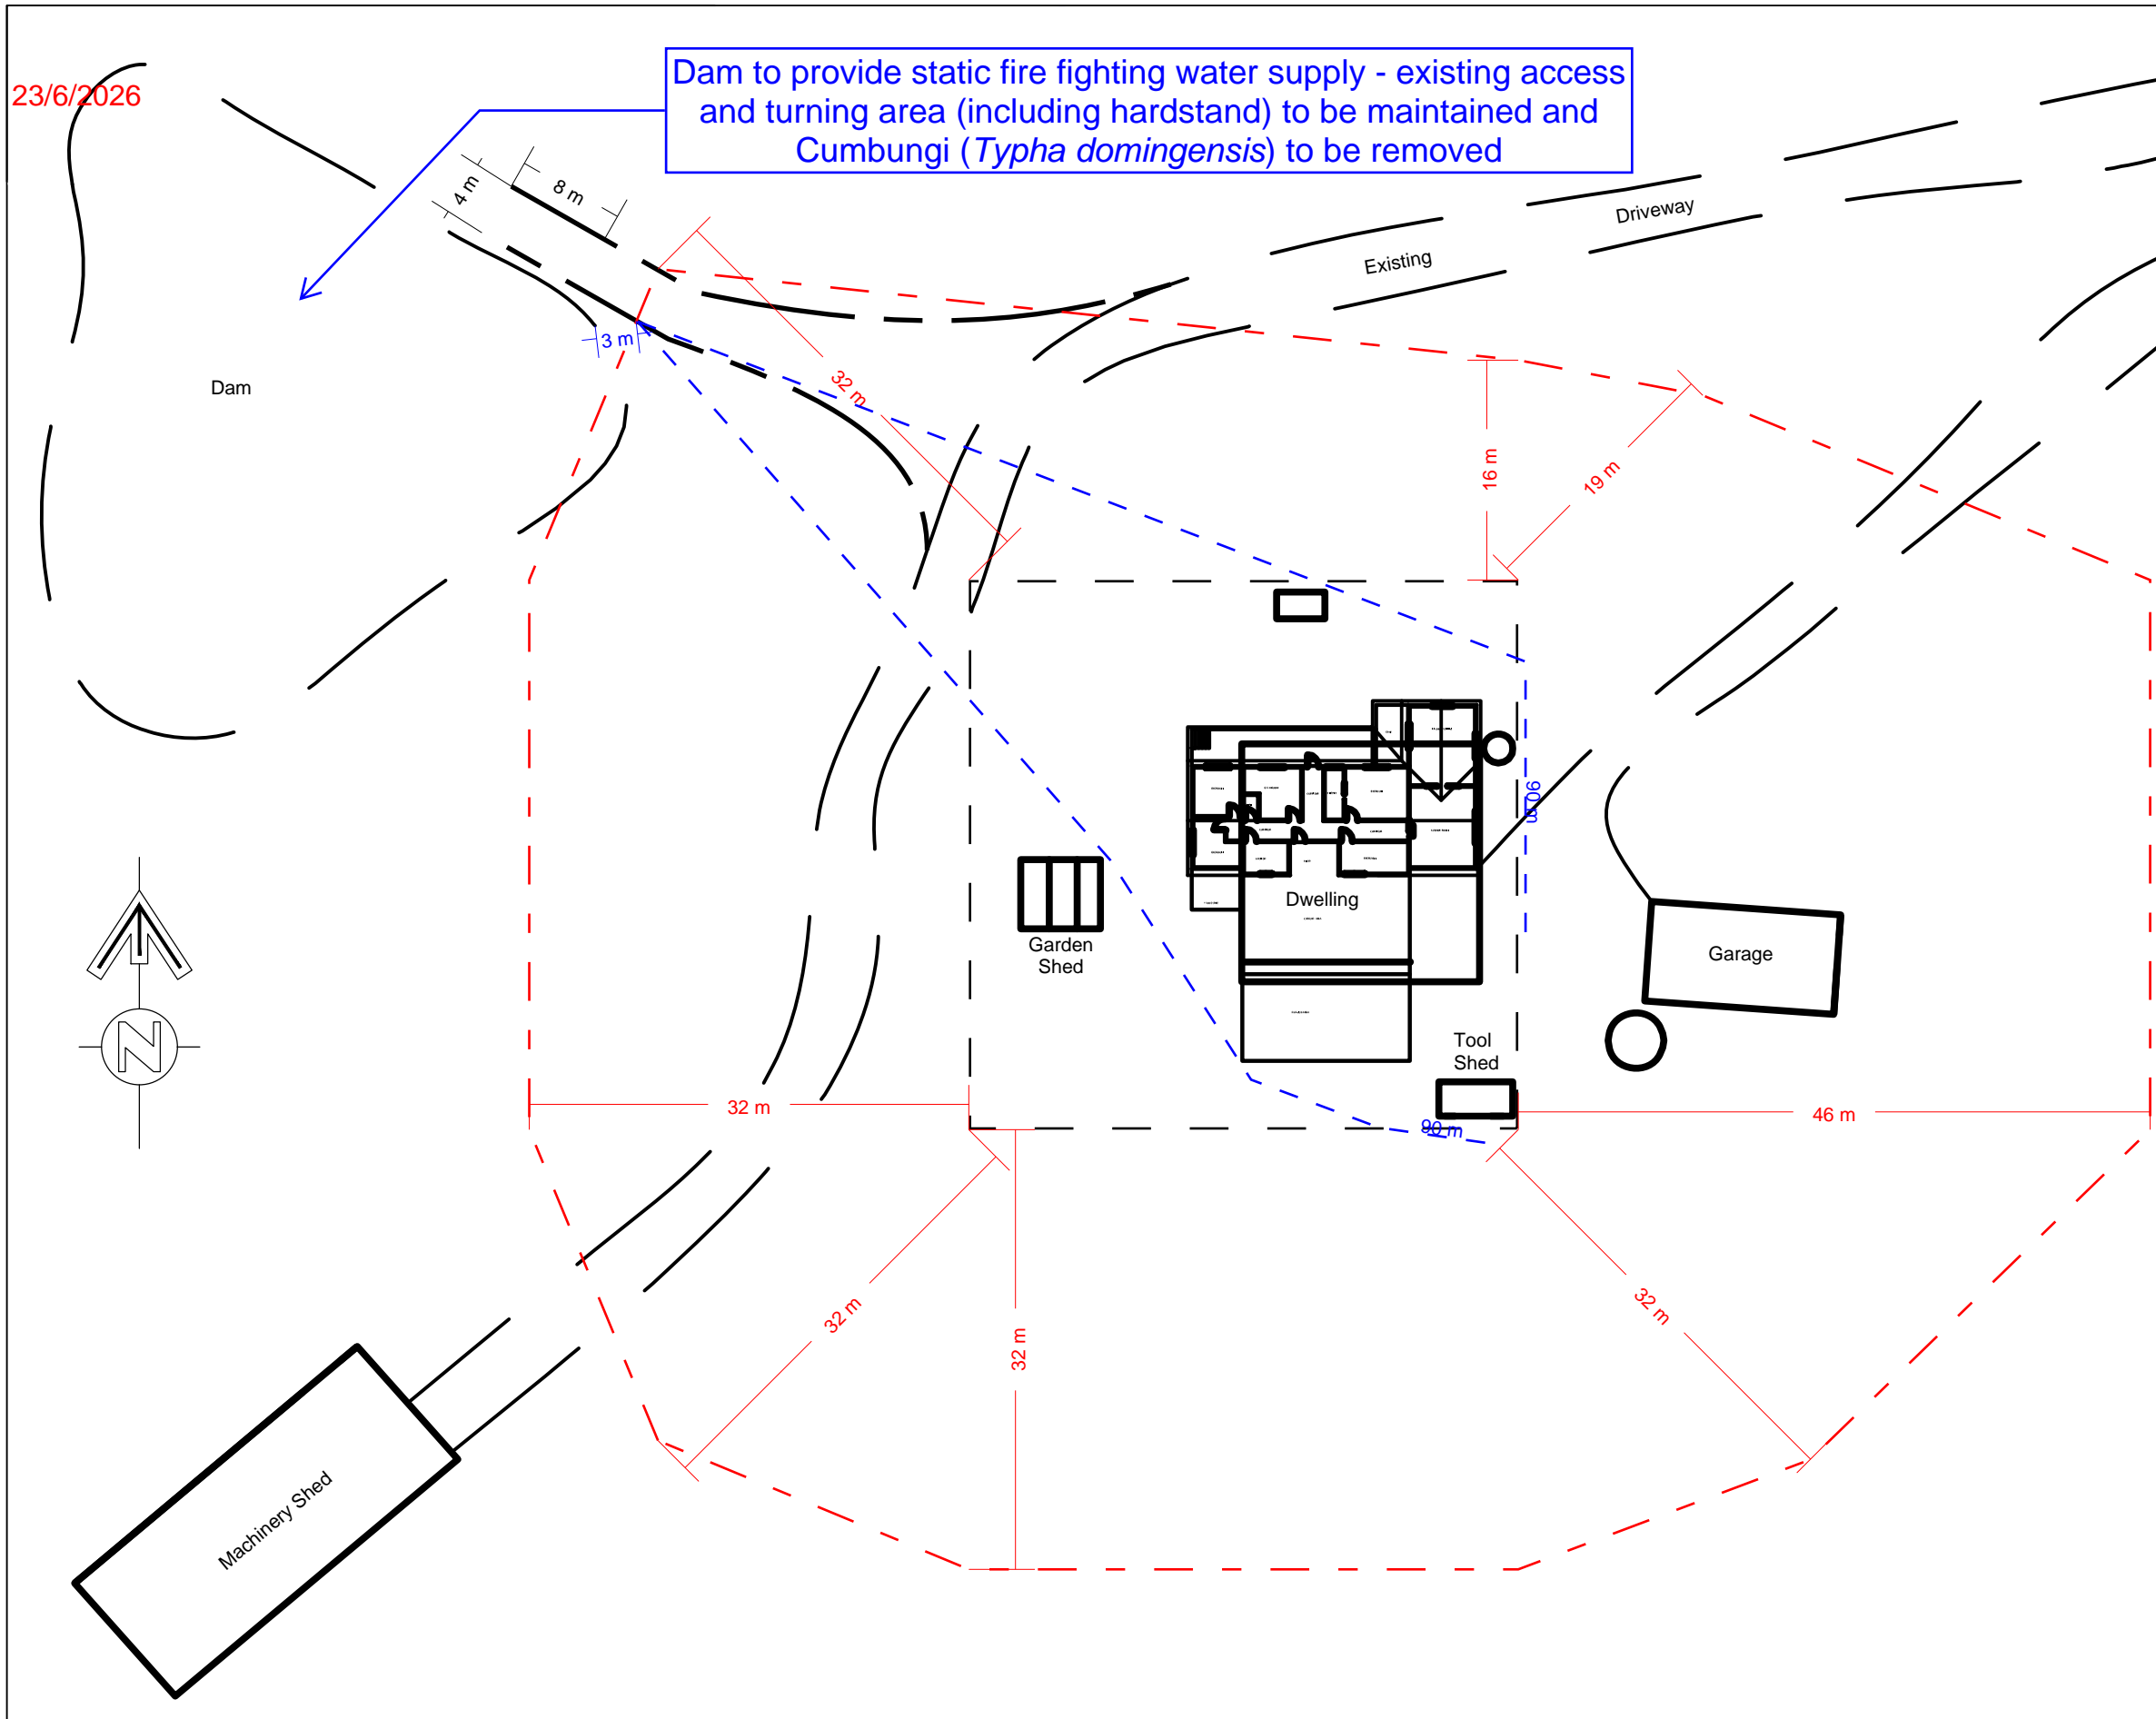 Dam to provide static fire fighting water supply - existing access
and turning area (including hardstand) to be maintained and
Cumbungi (Typha domingensis) to be removed
23/6/2026
4 m
8 m
Driveway
Existing
3 m
Dam
32 m
16 m
19 m
90 m
Dwelling
Garden
Shed
Garage
Tool
Shed
N
32 m
46 m
90 m
32 m
32 m
32 m
Machinery Shed